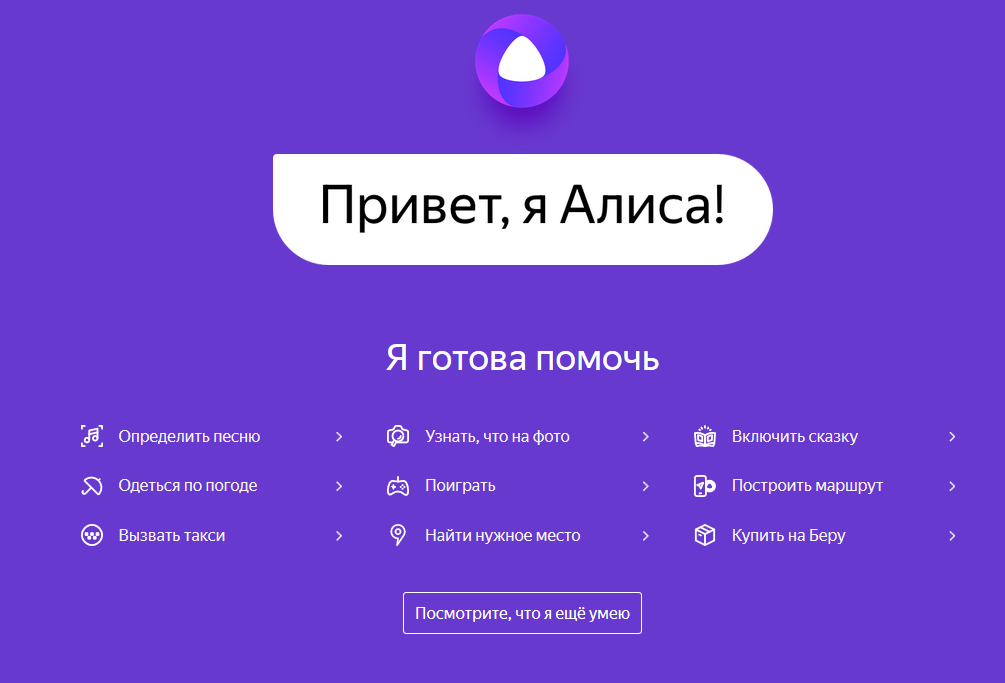 Привет, я Алиса!
Я готова помочь
Определить песню
Узнать, что на фото
Включить сказку
Одеться по погоде
Поиграть
Построить маршрут
Вызвать такси
Найти нужное место
Купить на Беру
Посмотрите, что я ещё умею